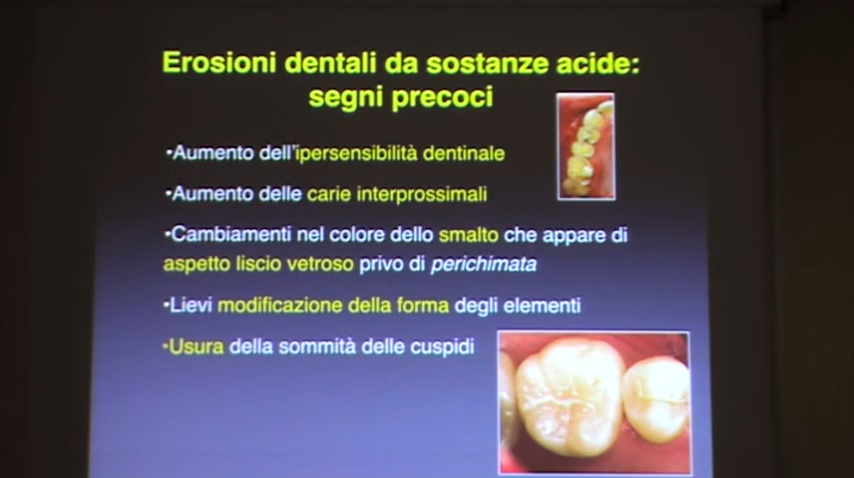 Erosioni dentali da sostanze acide:
segni precoci
•Aumento dell'ipersensibilità dentinale
•Aumento delle carie interprossimali
•Cambiamenti nel colore dello smalto che appare di
aspetto liscio vetroso privo di perichimata
•Lievi modificazione della forma degli elementi
•Usura della sommità delle cuspidi